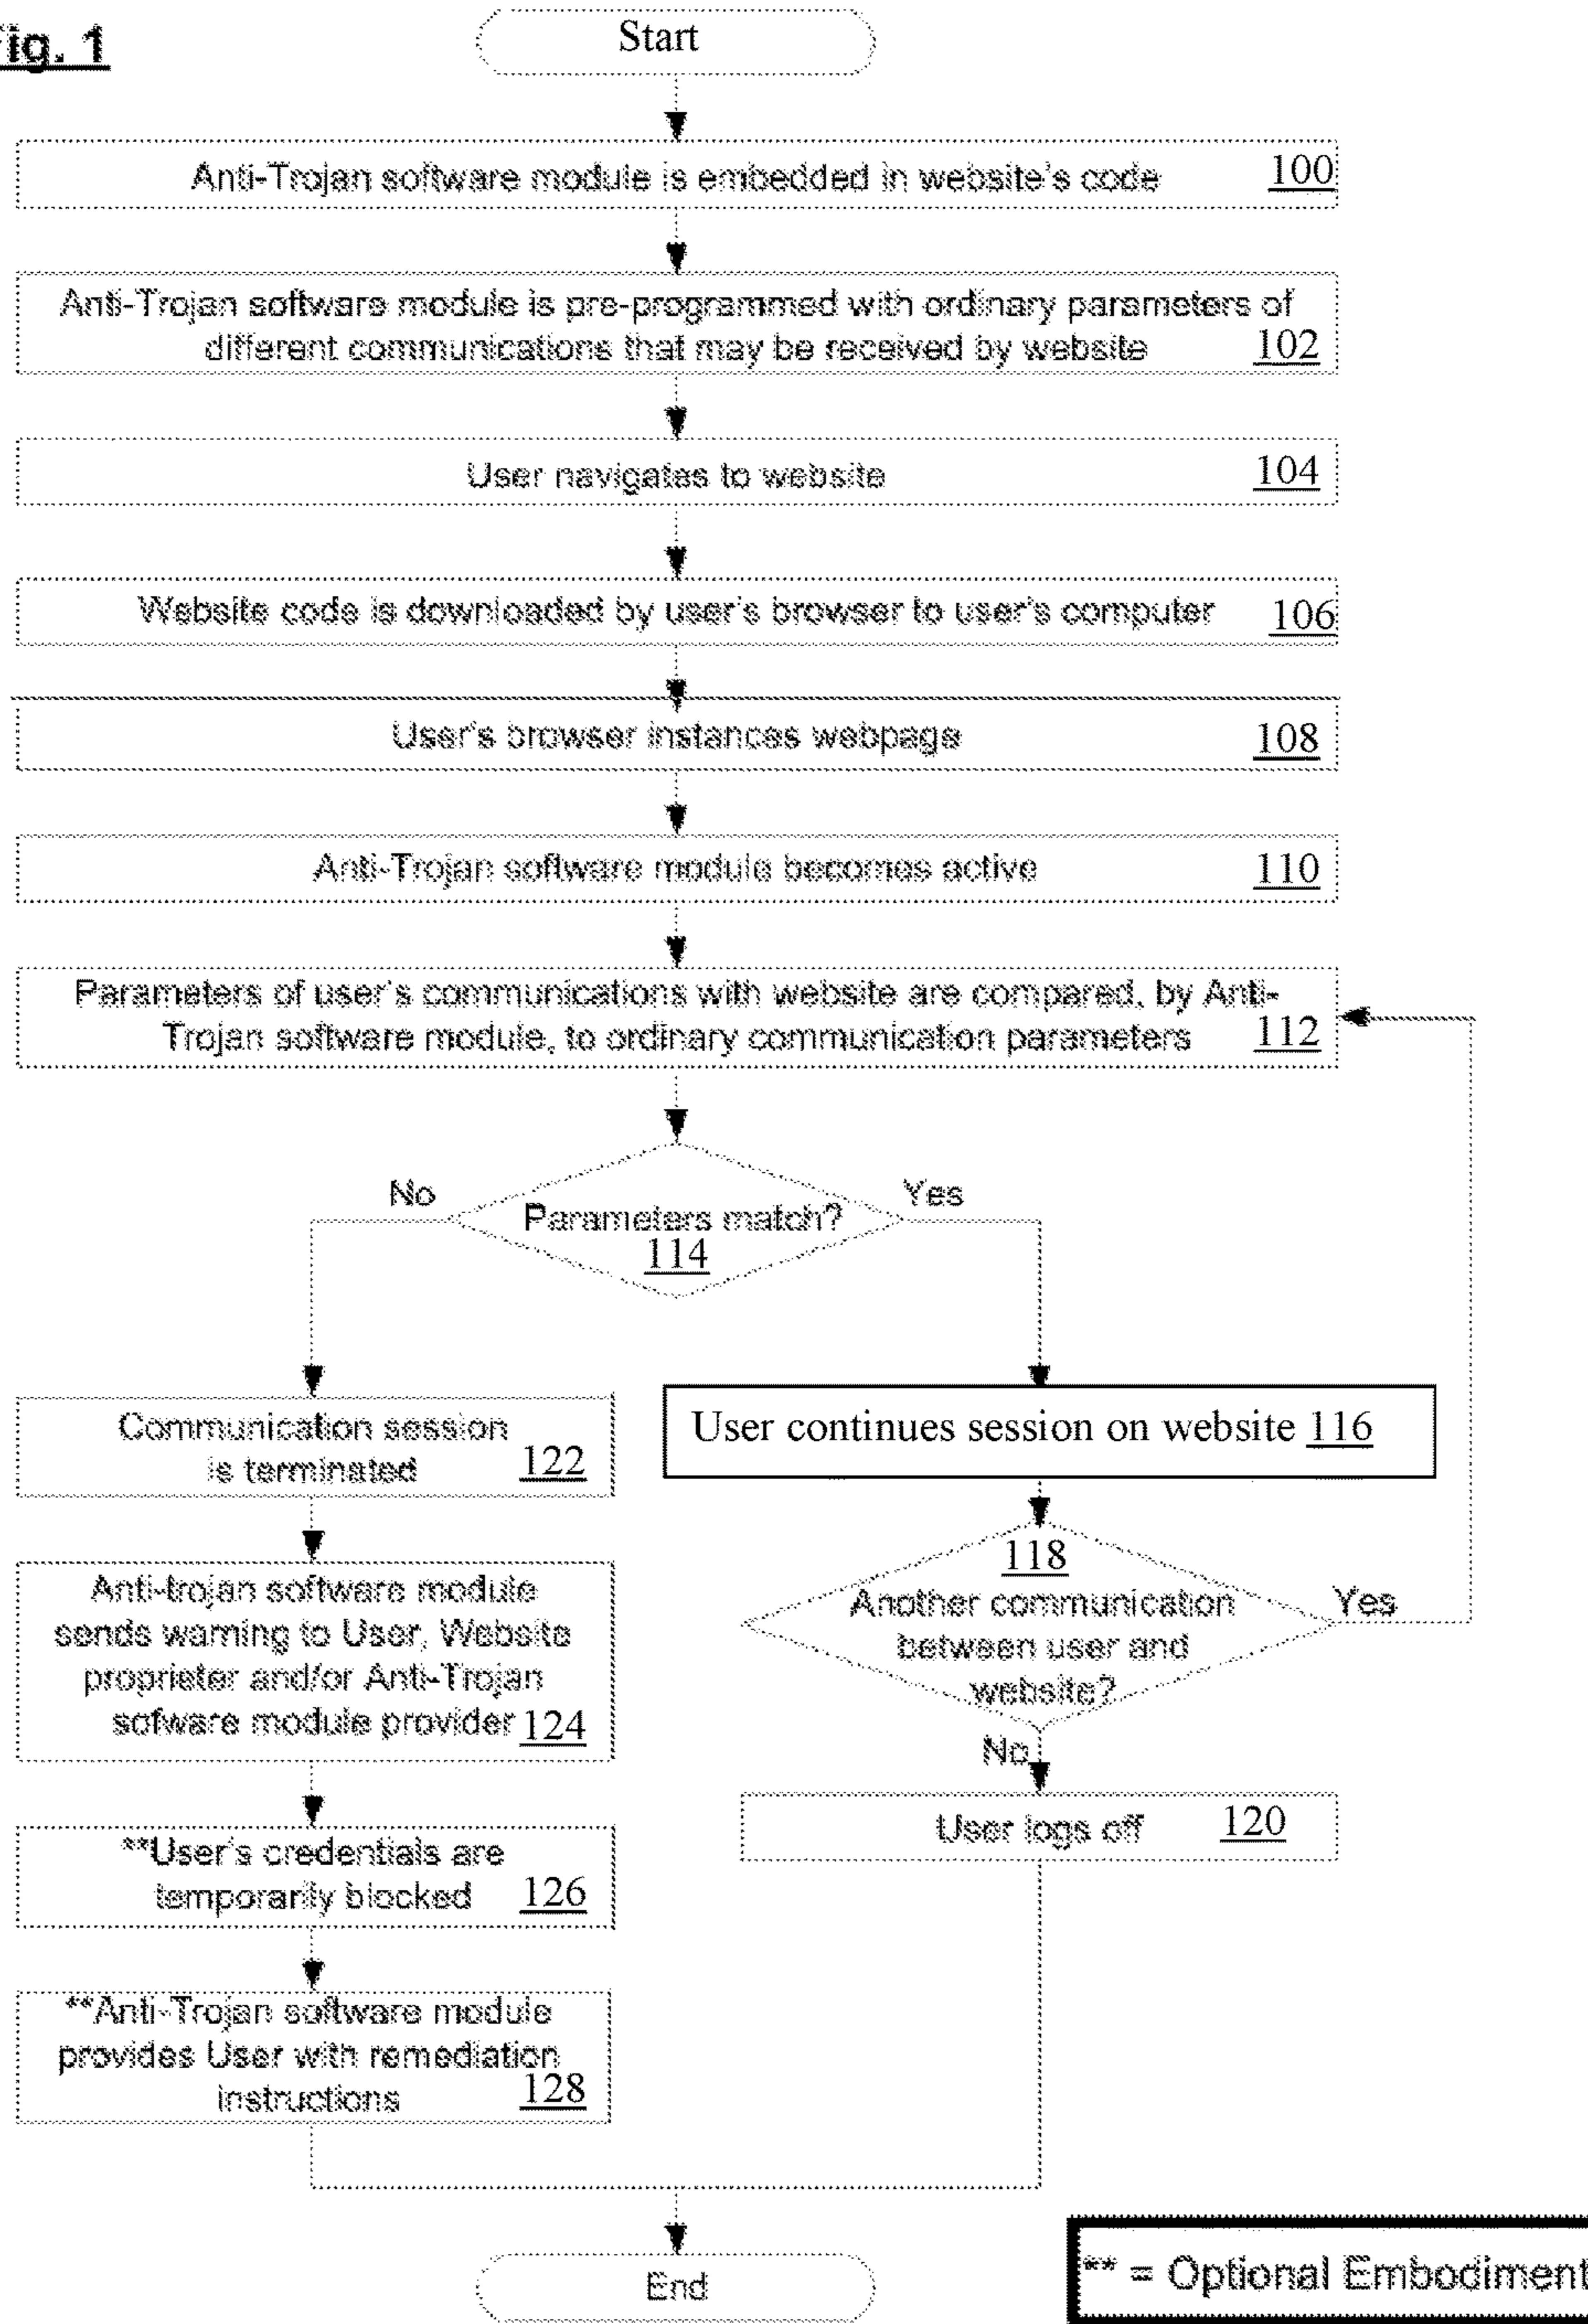 ig. 1
Start
Anti-Trojan software module is embedded in website's code 100
Anti-Trojan software module is pre-programmed with ordinary parameters of
different communications that may be received by website 102
User navigates to website 104
Website code is downloaded by user's browser to user's computer 106
User's browser instances webpage 108
Anti-Trojan software module becomes active 110
Parameters of user's communications with website are compared, by Anti-
Trojan software module, to ordinary communication parameters 112
No
Yes
Parameters match?
114
Communication session
is terminated 122
User continues session on website 116
Anti-trojan software module
sends warning to User, Website
proprieter and/or Anti-Trojan
sofware module provider 124
118
Another communication
between user and
website?
Yes
No
**User's credentials are
temporarily blocked 126
User logs off 120
**Anti-Trojan software module
provides User with remediation
instructions 128
End
** = Optional Embodiment